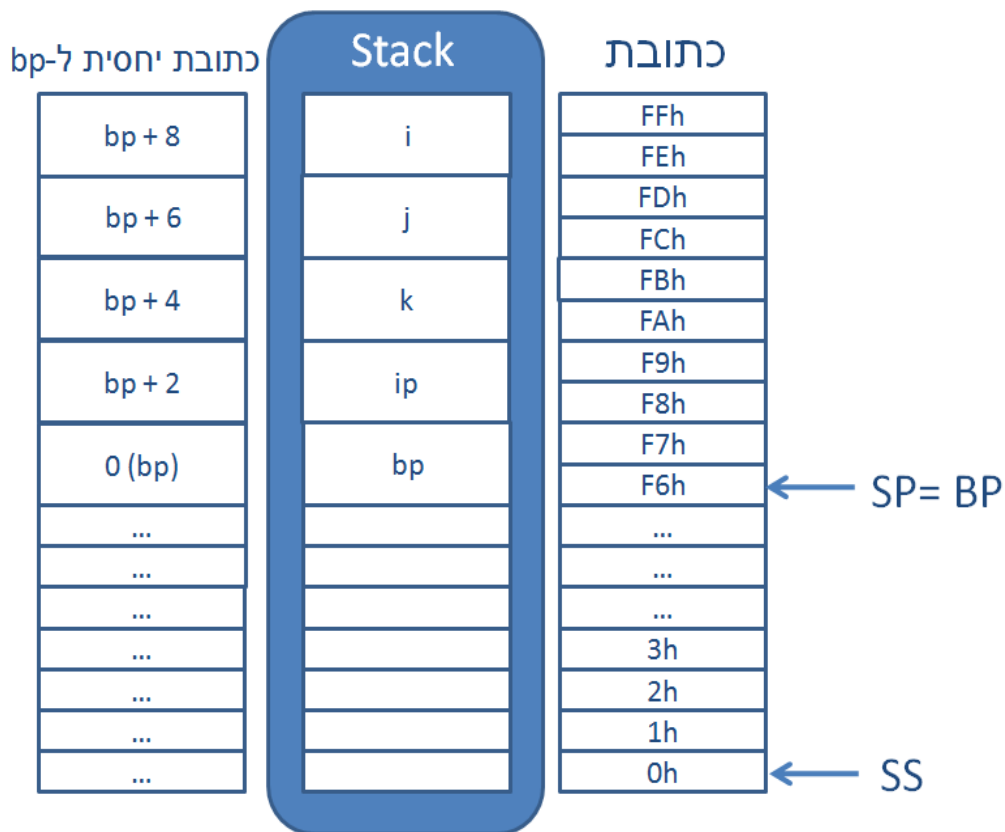 כתובת יחסית ל-bp
Stack
כתובת
bp + 8
bp + 6
bp + 4
bp + 2
0 (bp)
...
...
...
...
...
...
...
i
j
k
ip
bp
FFh
FEh
FDh
FCh
FBh
FAh
F9h
F8h
F7h
F6h
...
...
...
3h
2h
1h
0h
SP= BP
SS